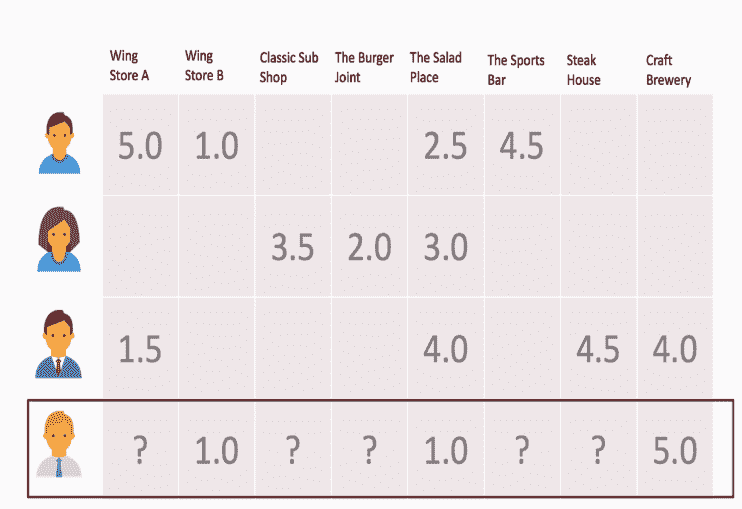 Wing Store A
Wing Store B
Classic Sub Shop
The Burger Joint
The Salad Place
The Sports Bar
Steak House
Craft Brewery
5.0 1.0 2.5 4.5
3.5 2.0 3.0
1.5 4.0 4.5 4.0
? 1.0 ? ? 1.0 ? ? 5.0